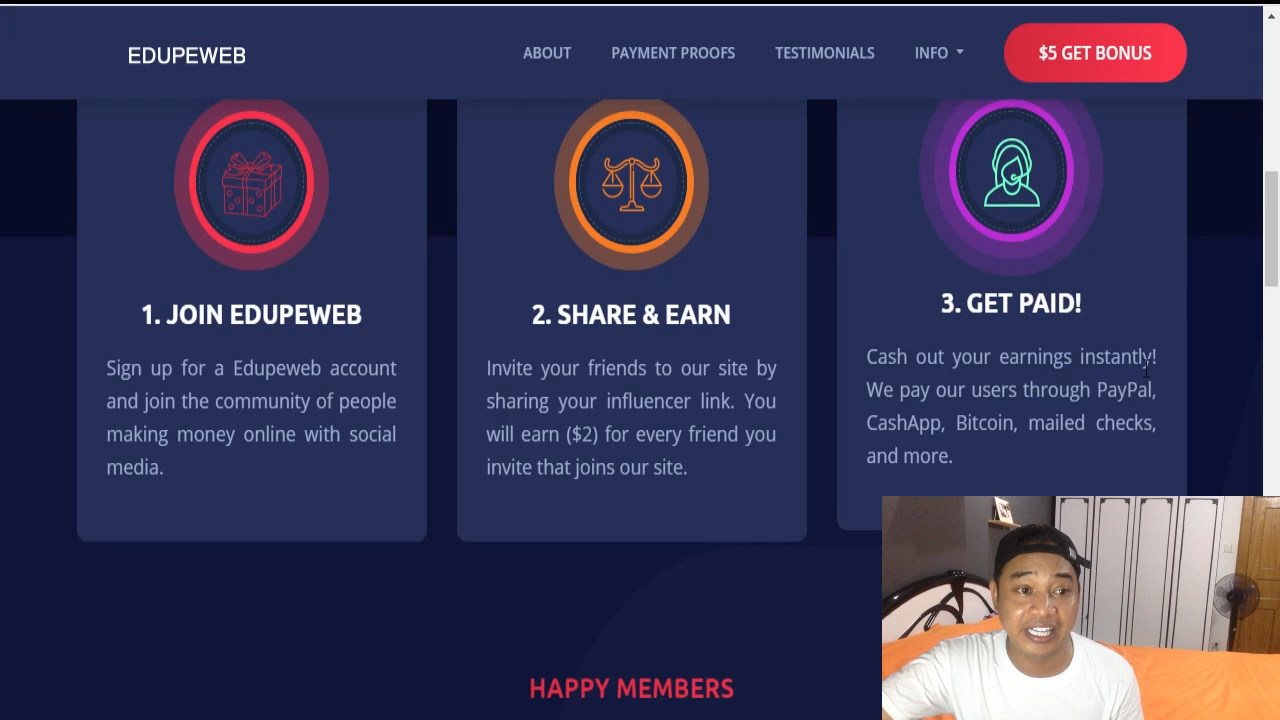 EDUPEWEB
ABOUT
PAYMENT PROOFS
TESTIMONIALS
INFO
$5 GET BONUS
1. JOIN EDUPEWEB
Sign up for a Edupeweb account
and join the community of people
making money online with social
media.
2. SHARE & EARN
Invite your friends to our site by
sharing your influencer link. You
will earn ($2) for every friend you
invite that joins our site.
3. GET PAID!
Cash out your earnings instantly!
We pay our users through PayPal,
CashApp, Bitcoin, mailed checks,
and more.
HAPPY MEMBERS